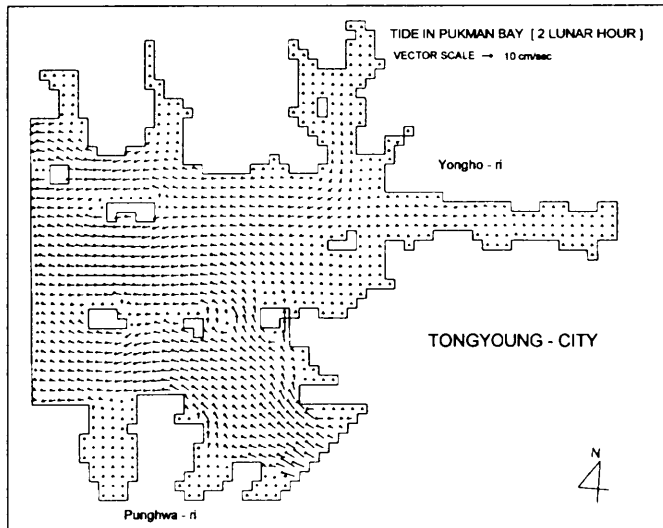 TIDE IN PUKMAN BAY [ 2 LUNAR HOUR ]
VECTOR SCALE → 10 cm/sec
Yongho - ri
TONGYOUNG - CITY
N
Punghwa - ri